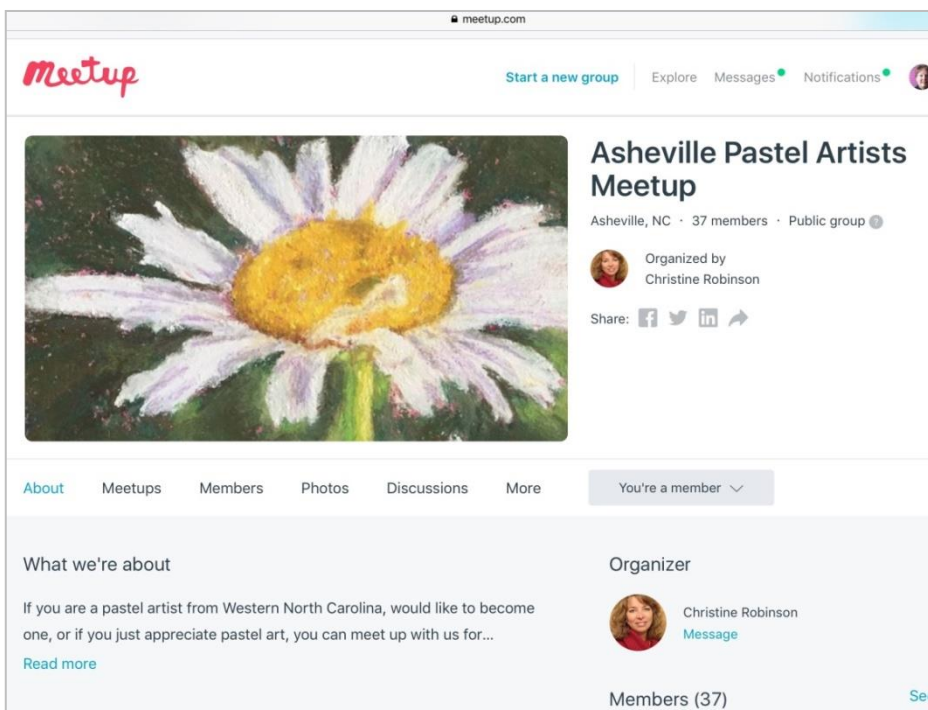 meetup.com
meetup
Start a new group
Explore
Messages
Notifications
Asheville Pastel Artists
Meetup
Asheville, NC · 37 members · Public group ?
Organized by
Christine Robinson
Share:
About
Meetups
Members
Photos
Discussions
More
You're a member
What we're about
If you are a pastel artist from Western North Carolina, would like to become
one, or if you just appreciate pastel art, you can meet up with us for...
Read more
Organizer
Christine Robinson
Message
Members (37)